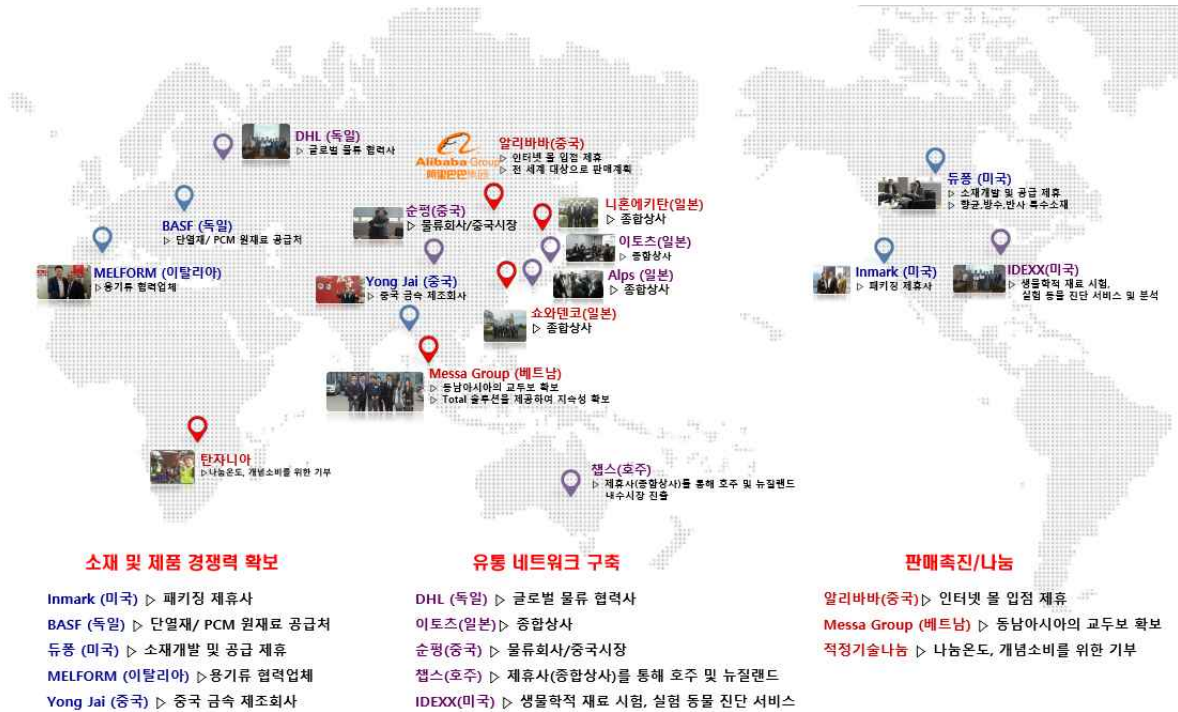 DHL (독일)
▷ 글로벌 물류 협력사
Alibaba Group
阿里巴巴集团
알리바바(중국)
▷ 인터넷 몰 입점 제휴
▷ 전 세계 대상으로 판매계획
듀퐁 (미국)
▷ 소재개발 및 공급 제휴
▷ 향균,방수,반사 특수소재
BASF (독일)
▷ 단열재/ PCM 원재료 공급처
순펑(중국)
▷ 물류회사/중국시장
니혼에키탄(일본)
▷ 종합상사
이토츠(일본)
▷ 종합상사
MELFORM (이탈리아)
▷용기류 협력업체
Yong Jai (중국)
▷ 중국 금속 제조회사
Alps (일본)
▷ 종합상사
Inmark (미국)
▷ 패키징 제휴사
IDEXX(미국)
▷ 생물학적 재료 시험,
실험 동물 진단 서비스 및 분석
쇼와덴코(일본)
▷ 종합상사
Messa Group (베트남)
▷ 동남아시아의 교두보 확보
▷ Total 솔루션을 제공하여 지속성 확보
탄자니아
▷나눔온도, 개념소비를 위한 기부
챕스(호주)
▷ 제휴사(종합상사)를 통해 호주 및 뉴질랜드
내수시장 진출
소재 및 제품 경쟁력 확보
Inmark (미국) ▷ 패키징 제휴사
BASF (독일) ▷ 단열재/ PCM 원재료 공급처
듀퐁 (미국) ▷ 소재개발 및 공급 제휴
MELFORM (이탈리아) ▷용기류 협력업체
Yong Jai (중국) ▷ 중국 금속 제조회사
유통 네트워크 구축
DHL (독일) ▷ 글로벌 물류 협력사
이토츠(일본)▷ 종합상사
순펑(중국) ▷ 물류회사/중국시장
챕스(호주) ▷ 제휴사(종합상사)를 통해 호주 및 뉴질랜드
IDEXX(미국) ▷ 생물학적 재료 시험, 실험 동물 진단 서비스
판매촉진/나눔
알리바바(중국)▷ 인터넷 몰 입점 제휴
Messa Group (베트남) ▷ 동남아시아의 교두보 확보
적정기술나눔 ▷ 나눔온도, 개념소비를 위한 기부